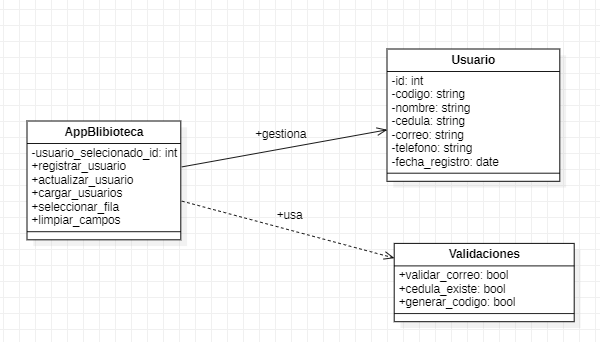 Usuario
-id: int
-codigo: string
-nombre: string
-cedula: string
-correo: string
-telefono: string
-fecha_registro: date
AppBlibioteca
-usuario_selecionado_id: int
+registrar_usuario
+actualizar_usuario
+cargar_usuarios
+seleccionar_fila
+limpiar_campos
+gestiona
+usa
Validaciones
+validar_correo: bool
+cedula_existe: bool
+generar_codigo: bool